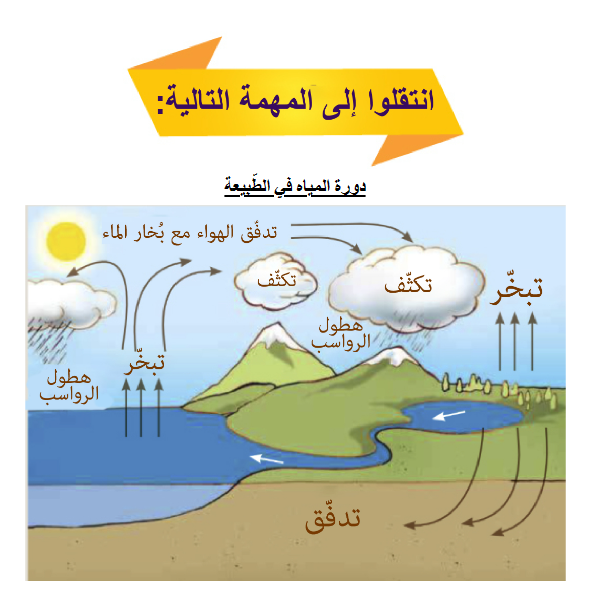 انتقلوا إلى المهمة التالية:
دورة المياه في الطّبيعة
تدفّق الهواء مع بُخار الماء
تكثّف
تكثّف
تبخّر
هطول
الرواسب
تبخّر
هطول
الرواسب
تدفّق